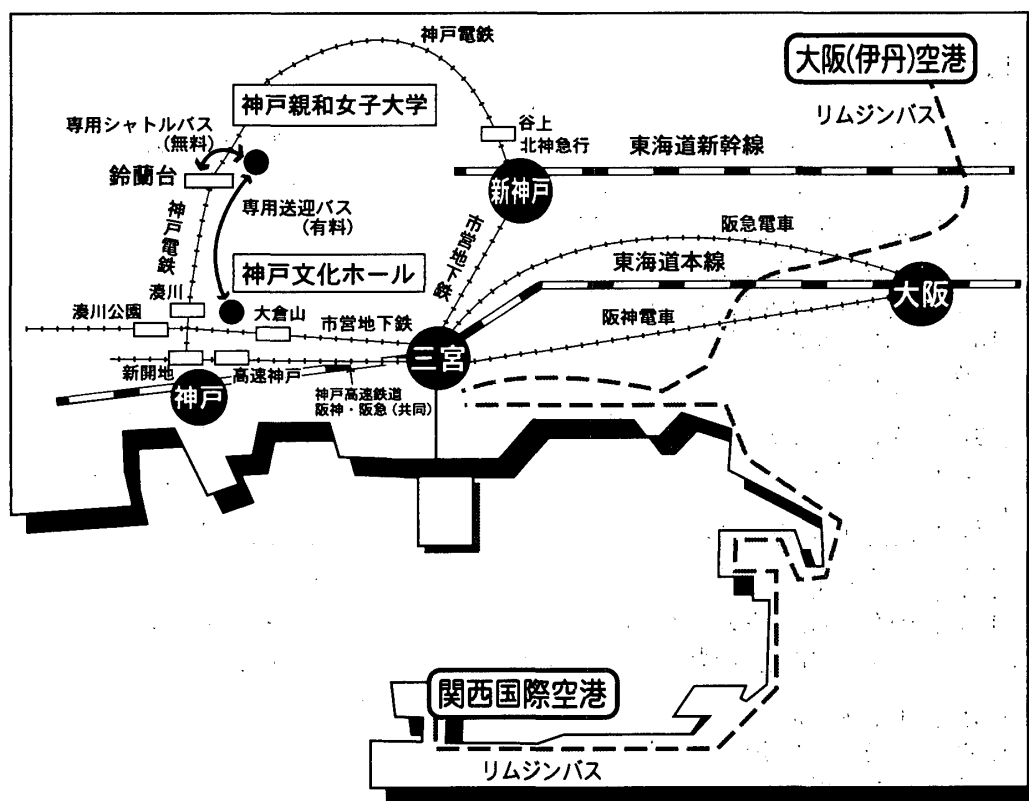 神戸電鉄
大阪(伊丹)空港
リムジンバス
神戸親和女子大学
専用シャトルバス
(無料)
谷上
北神急行
東海道新幹線
鈴蘭台
新神戸
神戸電鉄
専用送迎バス
(有料)
市営地下鉄
阪急電車
神戸文化ホール
東海道本線
大阪
湊川
湊川公園
大倉山
市営地下鉄
阪神電車
三宮
新開地
高速神戸
神戸
神戸高速鉄道
阪神・阪急(共同)
関西国際空港
リムジンバス